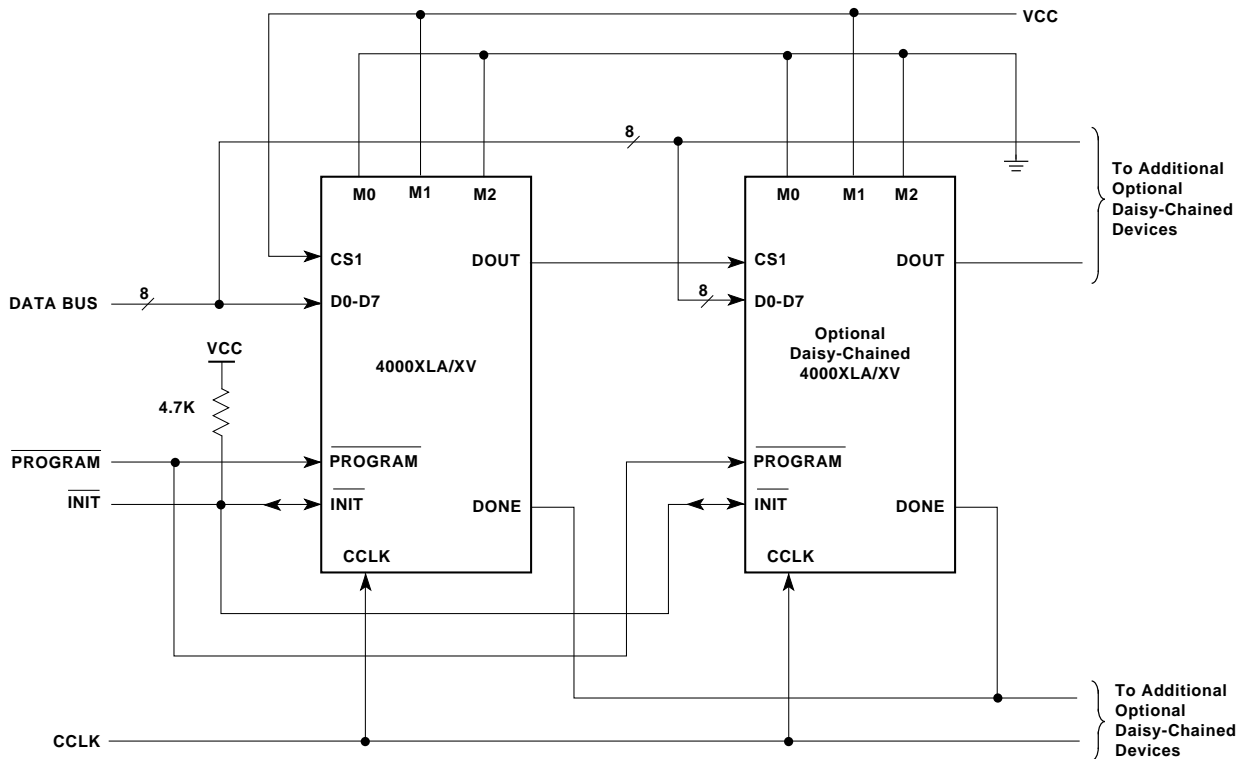 VCC
8
M0 M1 M2
M0 M1 M2
To Additional
Optional
Daisy-Chained
Devices
CS1
DOUT
CS1
DOUT
DATA BUS
8
D0-D7
8
D0-D7
VCC
4000XLA/XV
Optional
Daisy-Chained
4000XLA/XV
4.7K
PROGRAM
PROGRAM
PROGRAM
INIT
INIT
DONE
INIT
DONE
CCLK
CCLK
To Additional
Optional
Daisy-Chained
Devices
CCLK